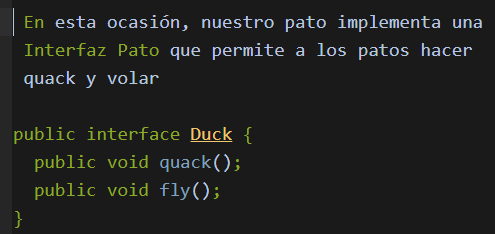 En esta ocasión, nuestro pato implementa una
Interfaz Pato que permite a los patos hacer
quack y volar
public interface Duck {
public void quack();
public void fly();
}